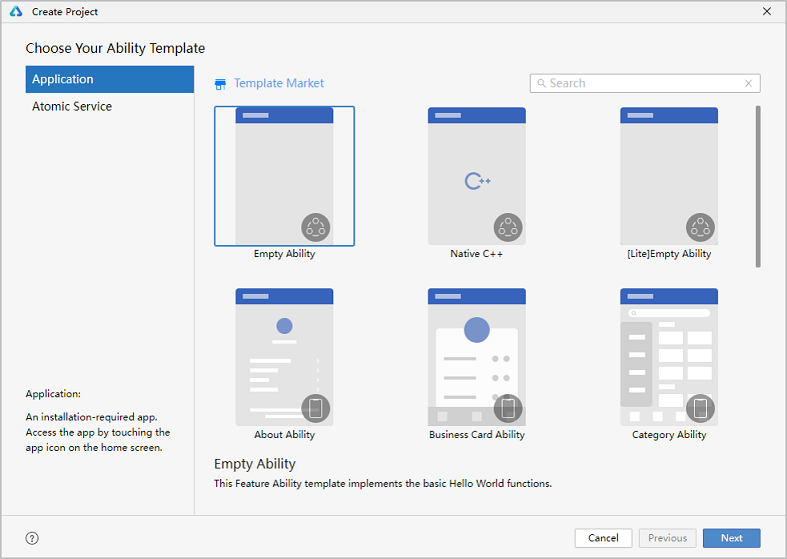 Create Project
Choose Your Ability Template
Application
Atomic Service
Template Market
Search
Empty Ability
C++
Native C++
[Lite]Empty Ability
About Ability
Business Card Ability
Category Ability
Application:
An installation-required app.
Access the app by touching the
app icon on the home screen.
Empty Ability
This Feature Ability template implements the basic Hello World functions.
?
Cancel
Previous
Next